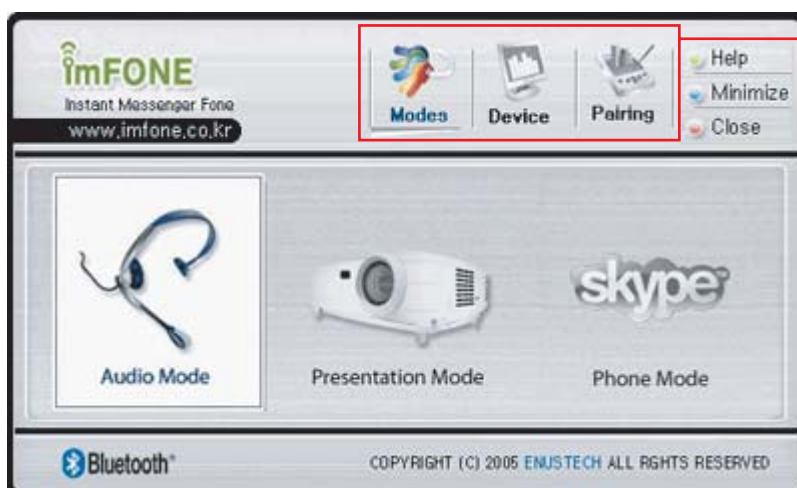 imFONE
Instant Messenger Fone
www.imfone.co.kr
Modes
Device
Pairing
Help
Minimize
Close
Audio Mode
Presentation Mode
skype
Phone Mode
Bluetooth
COPYRIGHT (C) 2005 ENUSTECH ALL RGHTS RESERVED